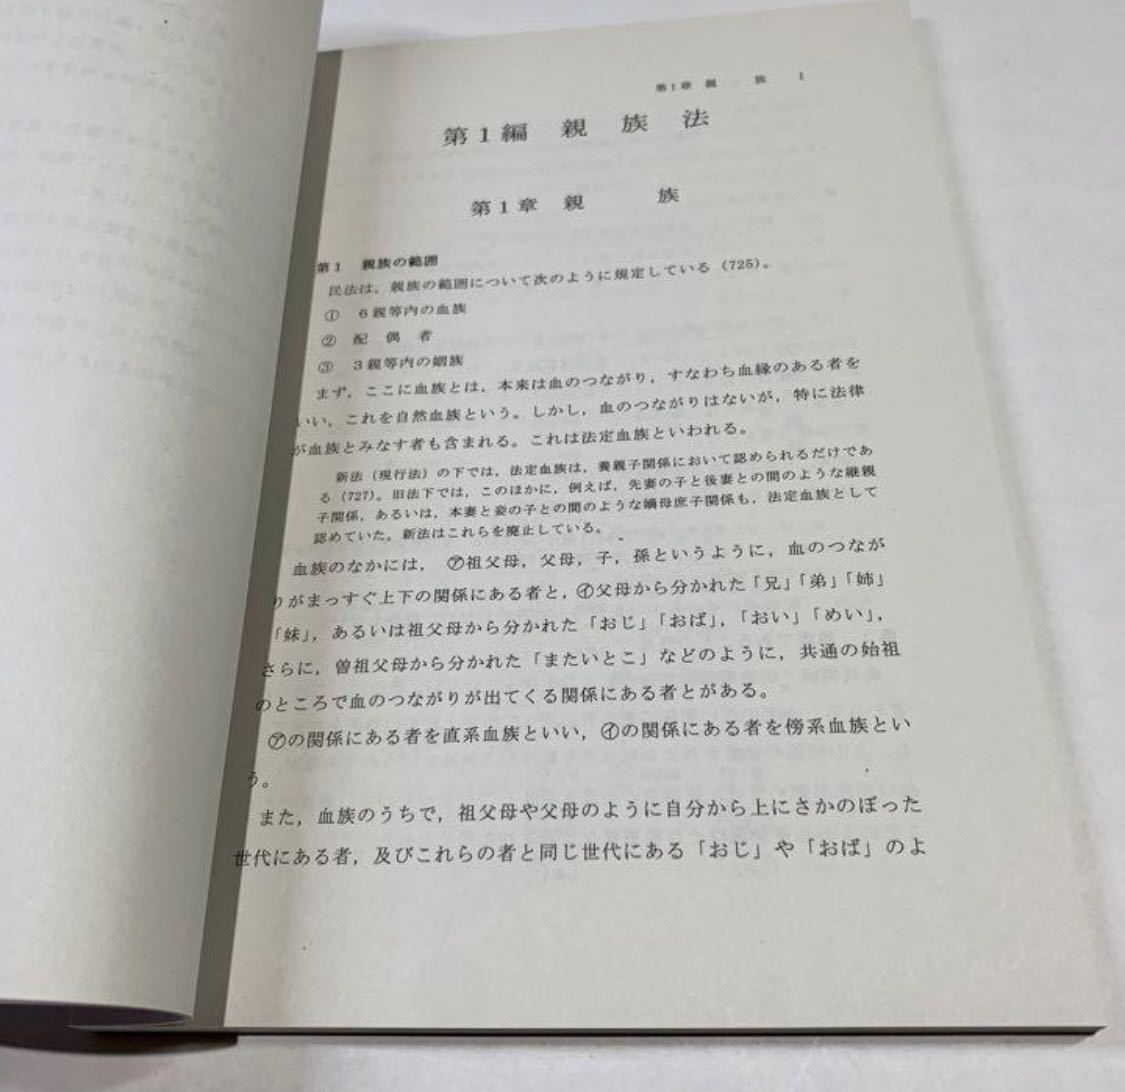 第1章 親 族 1
第1編 親 族 法
第1章 親 族
第1 親族の範囲
民法は，親族の範囲について次のように規定している（725）。
① 6親等内の血族
② 配 偶 者
③ 3親等内の姻族
まず，ここに血族とは，本来は血のつながり，すなわち血縁のある者を
いい，これを自然血族という。しかし，血のつながりはないが，特に法律
が血族とみなす者も含まれる。これは法定血族といわれる。
新法（現行法）の下では，法定血族は，養親子関係において認められるだけであ
る（727）。旧法下では，このほかに，例えば，先妻の子と後妻との間のような継親
子関係，あるいは，本妻と妾の子との間のような嫡母庶子関係も，法定血族として
認めていた。新法はこれらを廃止している。
血族のなかには，㋐祖父母，父母，子，孫というように，血のつなが
りがまっすぐ上下の関係にある者と，㋑父母から分かれた「兄」「弟」「姉」
「妹」，あるいは祖父母から分かれた「おじ」「おば」，「おい」「めい」，
さらに，曽祖父母から分かれた「またいとこ」などのように，共通の始祖
のところで血のつながりが出てくる関係にある者とがある。
㋐の関係にある者を直系血族といい，㋑の関係にある者を傍系血族とい
う。
また，血族のうちで，祖父母や父母のように自分から上にさかのぼった
世代にある者，及びこれらの者と同じ世代にある「おじ」や「おば」のよ